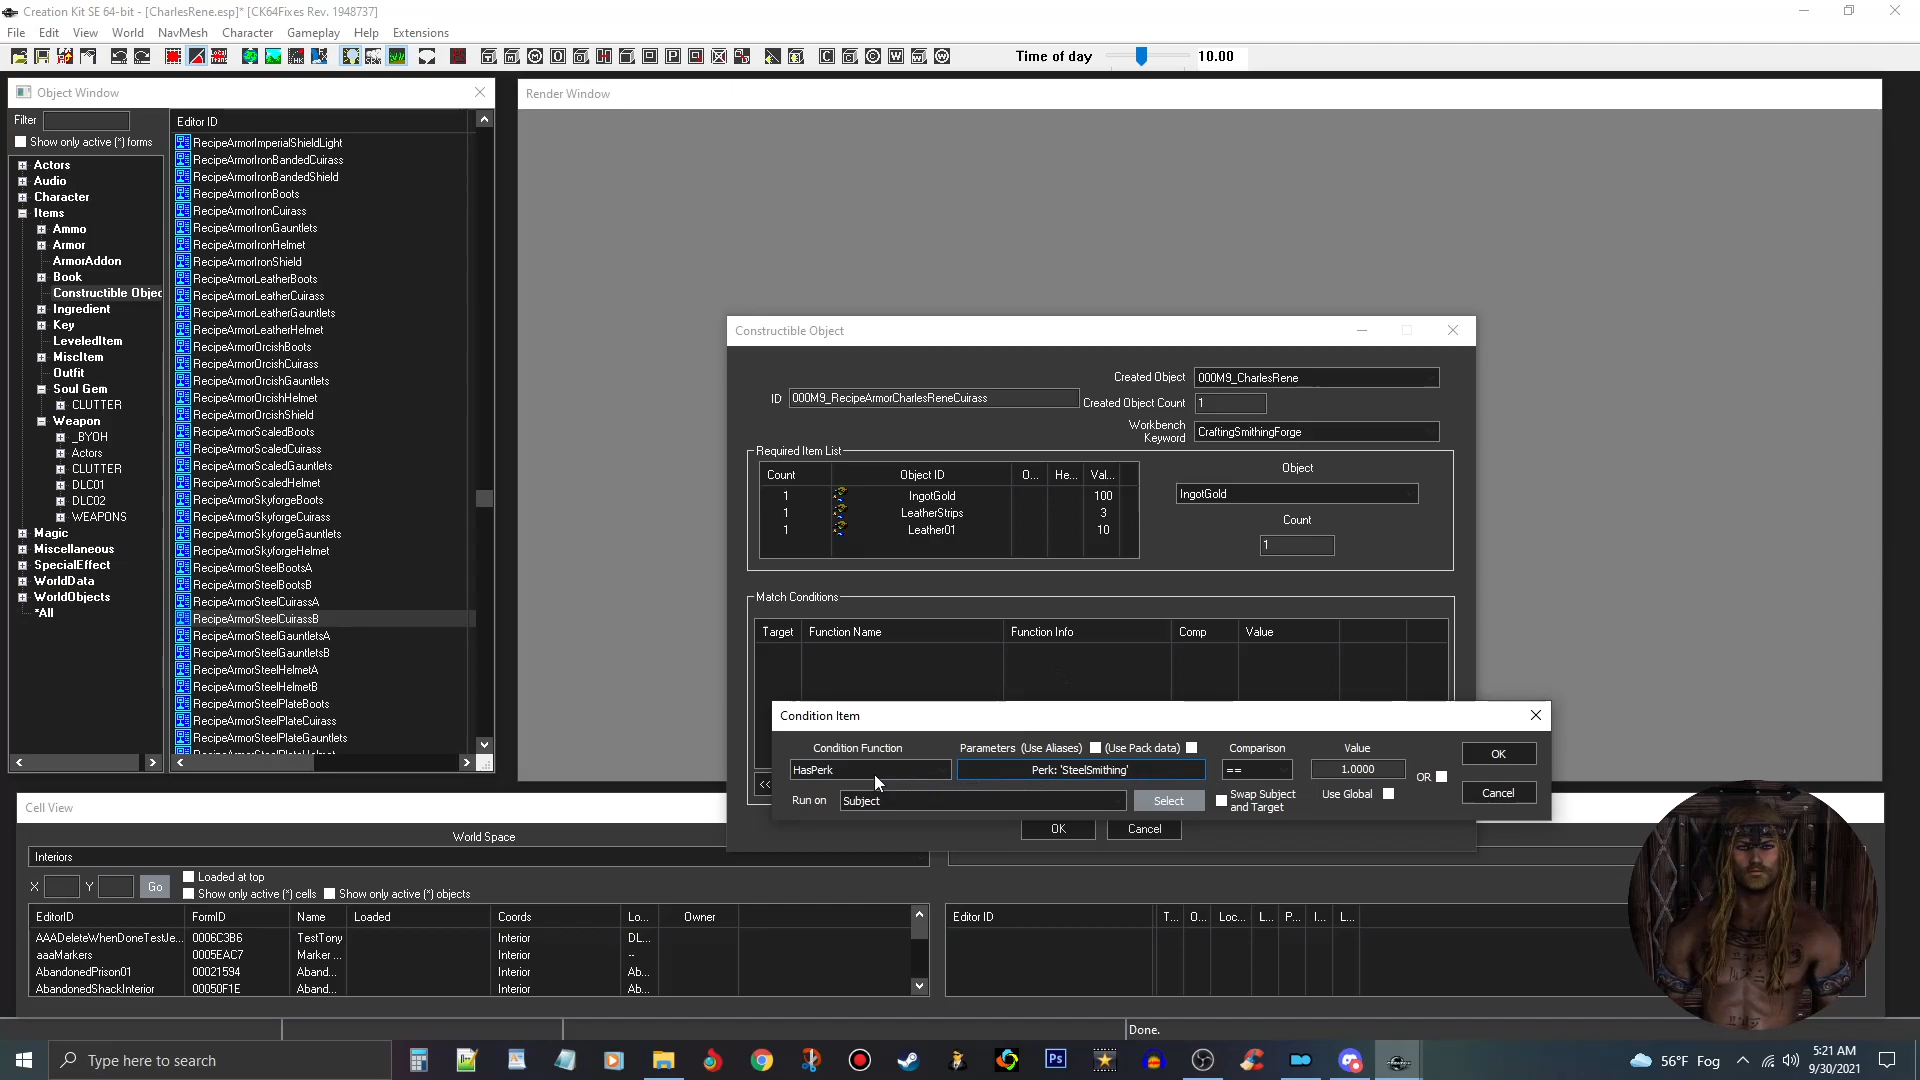 Creation Kit SE 64-bit - [CharlesRene.esp]* [CK64Fixes Rev. 1948737]
File Edit View World NavMesh Character Gameplay Help Extensions
Time of day 10.00
Object Window
Filter
Show only active (*) forms
Actors
Audio
Character
Items
Ammo
Armor
ArmorAddon
Book
Constructible Objec
Ingredient
Key
LeveledItem
MiscItem
Outfit
Soul Gem
CLUTTER
Weapon
_BYOH
Actors
CLUTTER
DLC01
DLC02
WEAPONS
Magic
Miscellaneous
SpecialEffect
WorldData
WorldObjects
*All
Editor ID
RecipeArmorImperialShieldLight
RecipeArmorIronBandedCuirass
RecipeArmorIronBandedShield
RecipeArmorIronBoots
RecipeArmorIronCuirass
RecipeArmorIronGauntlets
RecipeArmorIronHelmet
RecipeArmorIronShield
RecipeArmorLeatherBoots
RecipeArmorLeatherCuirass
RecipeArmorLeatherGauntlets
RecipeArmorLeatherHelmet
RecipeArmorOrcishBoots
RecipeArmorOrcishCuirass
RecipeArmorOrcishGauntlets
RecipeArmorOrcishHelmet
RecipeArmorOrcishShield
RecipeArmorScaledBoots
RecipeArmorScaledCuirass
RecipeArmorScaledGauntlets
RecipeArmorScaledHelmet
RecipeArmorSkyforgeBoots
RecipeArmorSkyforgeCuirass
RecipeArmorSkyforgeGauntlets
RecipeArmorSkyforgeHelmet
RecipeArmorSteelBootsA
RecipeArmorSteelBootsB
RecipeArmorSteelCuirassA
RecipeArmorSteelCuirassB
RecipeArmorSteelGauntletsA
RecipeArmorSteelGauntletsB
RecipeArmorSteelHelmetA
RecipeArmorSteelHelmetB
RecipeArmorSteelPlateBoots
RecipeArmorSteelPlateCuirass
RecipeArmorSteelPlateGauntlets
RecipeArmorSteelPlateHelmet
Render Window
Constructible Object
ID 000M9_RecipeArmorCharlesReneCuirass
Created Object 000M9_CharlesRene
Created Object Count 1
Workbench Keyword CraftingSmithingForge
Required Item List
Count Object ID O... He... Val...
1 IngotGold 100
1 LeatherStrips 3
1 Leather01 10
Object
IngotGold
Count
1
Match Conditions
Target Function Name Function Info Comp Value
<<
OK Cancel
Condition Item
Condition Function Parameters (Use Aliases) (Use Pack data) Comparison Value
HasPerk Perk: 'SteelSmithing' == 1.0000 OR
Run on Subject Select Swap Subject and Target Use Global
OK
Cancel
Cell View
World Space
Interiors
X Y Go
Loaded at top
Show only active (*) cells Show only active (*) objects
EditorID FormID Name Loaded Coords Lo... Owner
AAADeleteWhenDoneTestJe... 0006C3B6 TestTony Interior DL...
aaaMarkers 0005EAC7 Marker ... Interior --
AbandonedPrison01 00021594 Aband... Interior Ab...
AbandonedShackInterior 00050F1E Aband... Interior Ab...
Editor ID T... O... Loc... L... P... I... L...
Done.
Type here to search
Ps
56°F Fog
5:21 AM
9/30/2021